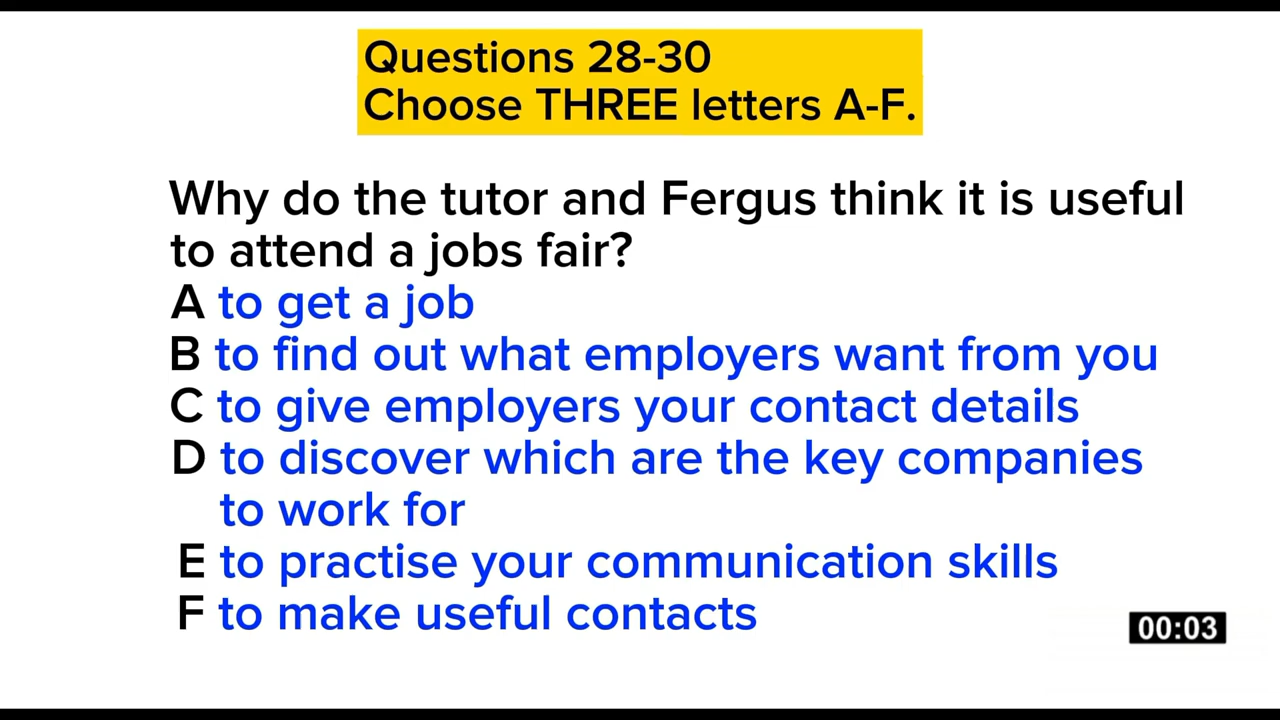 Questions 28-30
Choose THREE letters A-F.
Why do the tutor and Fergus think it is useful
to attend a jobs fair?
A to get a job
B to find out what employers want from you
C to give employers your contact details
D to discover which are the key companies
to work for
E to practise your communication skills
F to make useful contacts
00:03